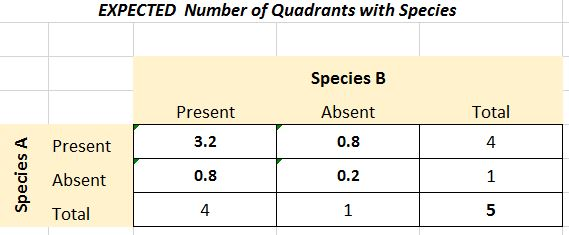 EXPECTED Number of Quadrants with Species
Species B
Present Absent Total
Species A
Present 3.2 0.8 4
Absent 0.8 0.2 1
Total 4 1 5